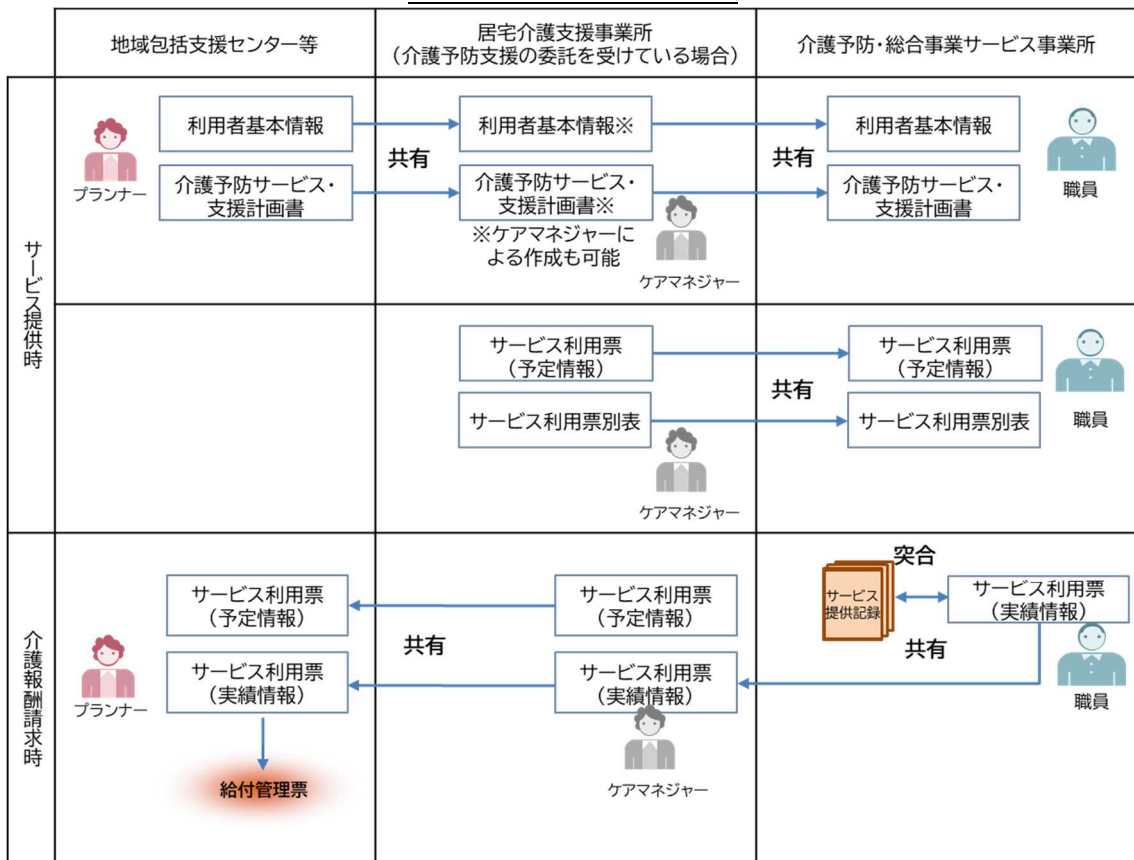 地域包括支援センター等
居宅介護支援事業所
（介護予防支援の委託を受けている場合）
介護予防・総合事業サービス事業所
サービス提供時
プランナー
利用者基本情報
介護予防サービス・
支援計画書
共有
利用者基本情報※
介護予防サービス・
支援計画書※
※ケアマネジャーに
よる作成も可能
ケアマネジャー
共有
利用者基本情報
介護予防サービス・
支援計画書
職員
サービス利用票
（予定情報）
サービス利用票別表
ケアマネジャー
共有
サービス利用票
（予定情報）
サービス利用票別表
職員
介護報酬請求時
プランナー
サービス利用票
（予定情報）
サービス利用票
（実績情報）
給付管理票
共有
サービス利用票
（予定情報）
サービス利用票
（実績情報）
ケアマネジャー
突合
サービス
提供記録
サービス利用票
（実績情報）
共有
職員